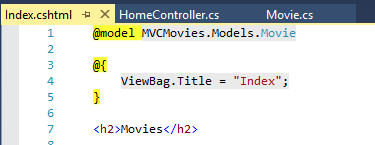 Index.cshtml HomeController.cs Movie.cs
1 @model MVCMovies.Models.Movie
2
3 @{
4 ViewBag.Title = "Index";
5 }
6
7 <h2>Movies</h2>